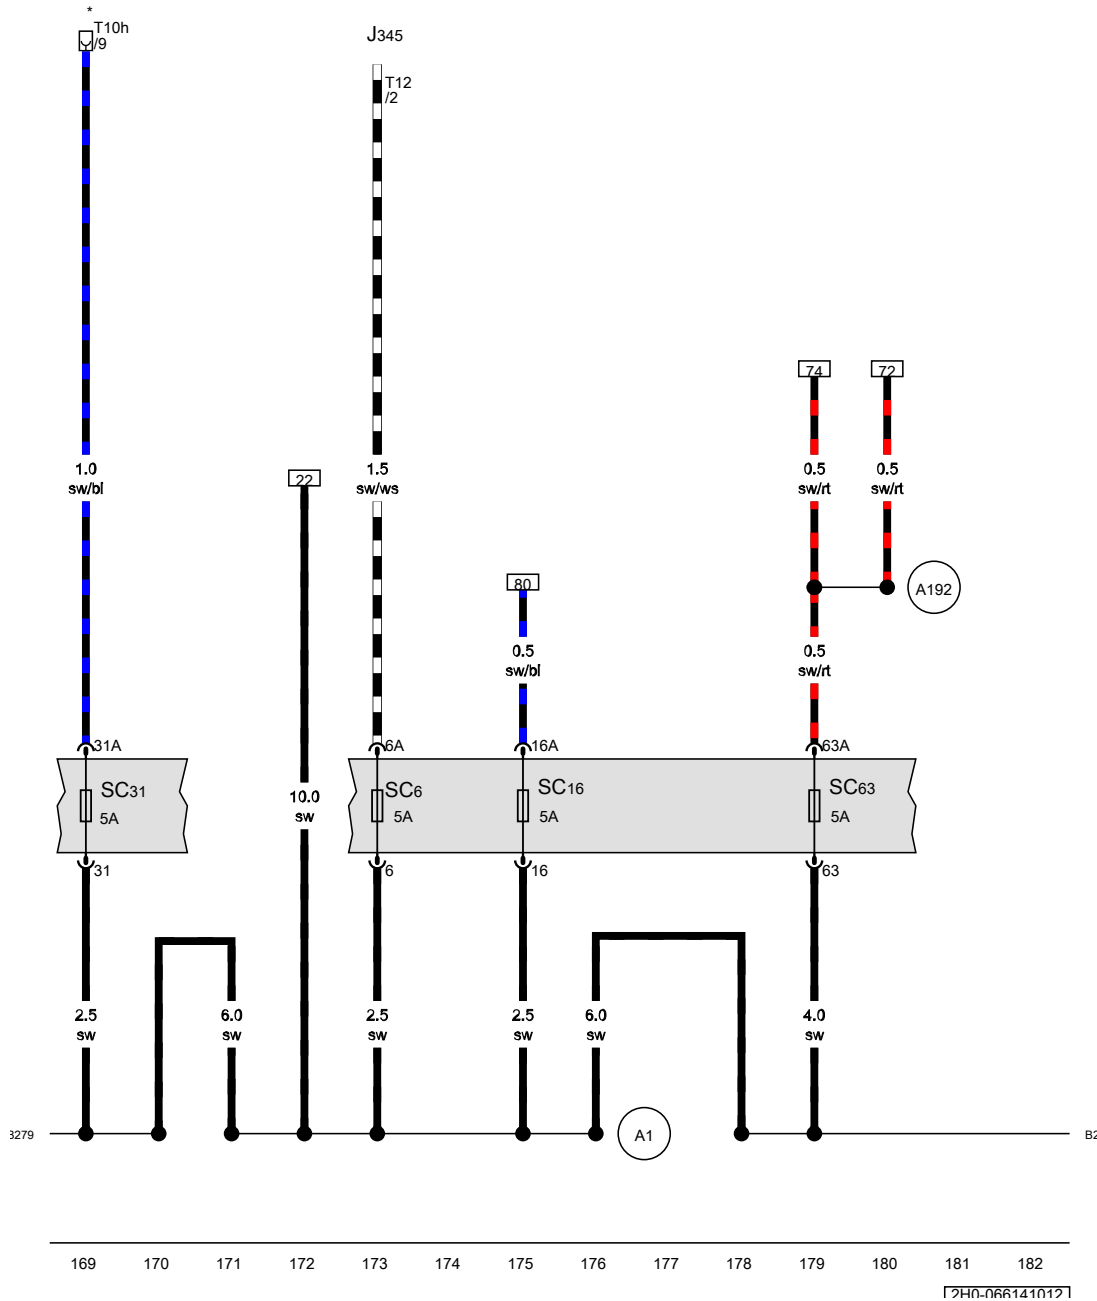 *
T10h
/9
J345
T12
/2
74
72
1.0
sw/bl
22
1.5
sw/ws
0.5
sw/rt
0.5
sw/rt
80
A192
0.5
sw/bl
0.5
sw/rt
31A
6A
16A
63A
SC31
5A
10.0
sw
SC6
5A
SC16
5A
SC63
5A
31
6
16
63
2.5
sw
6.0
sw
2.5
sw
2.5
sw
6.0
sw
4.0
sw
3279
A1
B2
169 170 171 172 173 174 175 176 177 178 179 180 181 182
2H0-066141012